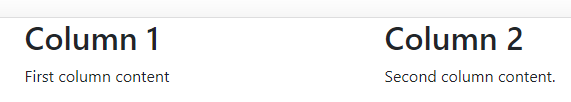 Column 1
First column content
Column 2
Second column content.